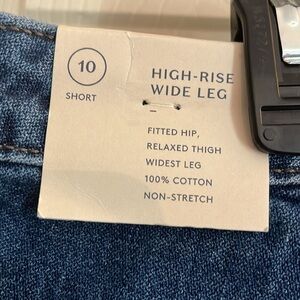 10
SHORT
HIGH-RISE
WIDE LEG
FITTED HIP,
RELAXED THIGH
WIDEST LEG
100% COTTON
NON-STRETCH